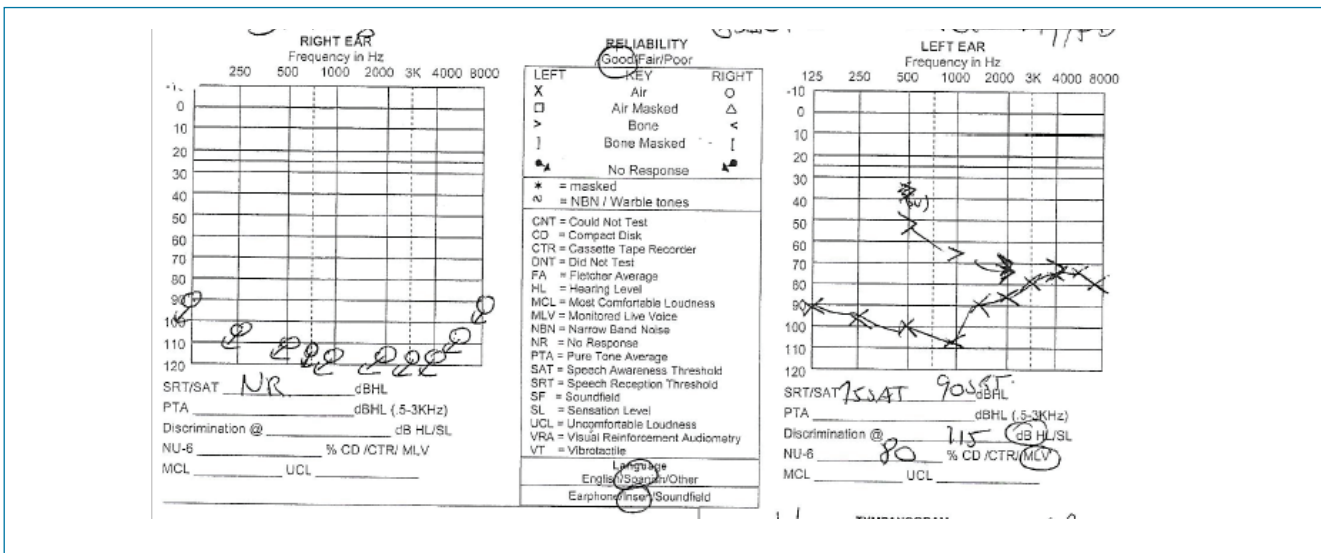 RIGHT EAR
Frequency in Hz
250 500 1000 2000 3K 4000 8000
0
10
20
30
40
50
60
70
80
90
100
110
120
SRT/SAT NR dBHL
PTA dBHL (.5-3KHz)
Discrimination @ dB HL/SL
NU-6 % CD /CTR/ MLV
MCL UCL
RELIABILITY
Good/Fair/Poor
LEFT KEY RIGHT
X Air O
□ Air Masked △
> Bone <
] Bone Masked [
No Response
* = masked
≈ = NBN / Warble tones
CNT = Could Not Test
CD = Compact Disk
CTR = Cassette Tape Recorder
DNT = Did Not Test
FA = Fletcher Average
HL = Hearing Level
MCL = Most Comfortable Loudness
MLV = Monitored Live Voice
NBN = Narrow Band Noise
NR = No Response
PTA = Pure Tone Average
SAT = Speech Awareness Threshold
SRT = Speech Reception Threshold
SF = Soundfield
SL = Sensation Level
UCL = Uncomfortable Loudness
VRA = Visual Reinforcement Audiometry
VT = Vibrotactile
Language
English/Spanish/Other
Earphone/Insert/Soundfield
LEFT EAR
Frequency in Hz
125 250 500 1000 2000 3K 4000 8000
-10
0
10
20
30
40
50
60
70
80
90
100
110
120
SRT/SAT 75SAT 90SRT dBHL
PTA dBHL (.5-3KHz)
Discrimination @ 115 dB HL/SL
NU-6 80 % CD /CTR/ MLV
MCL UCL